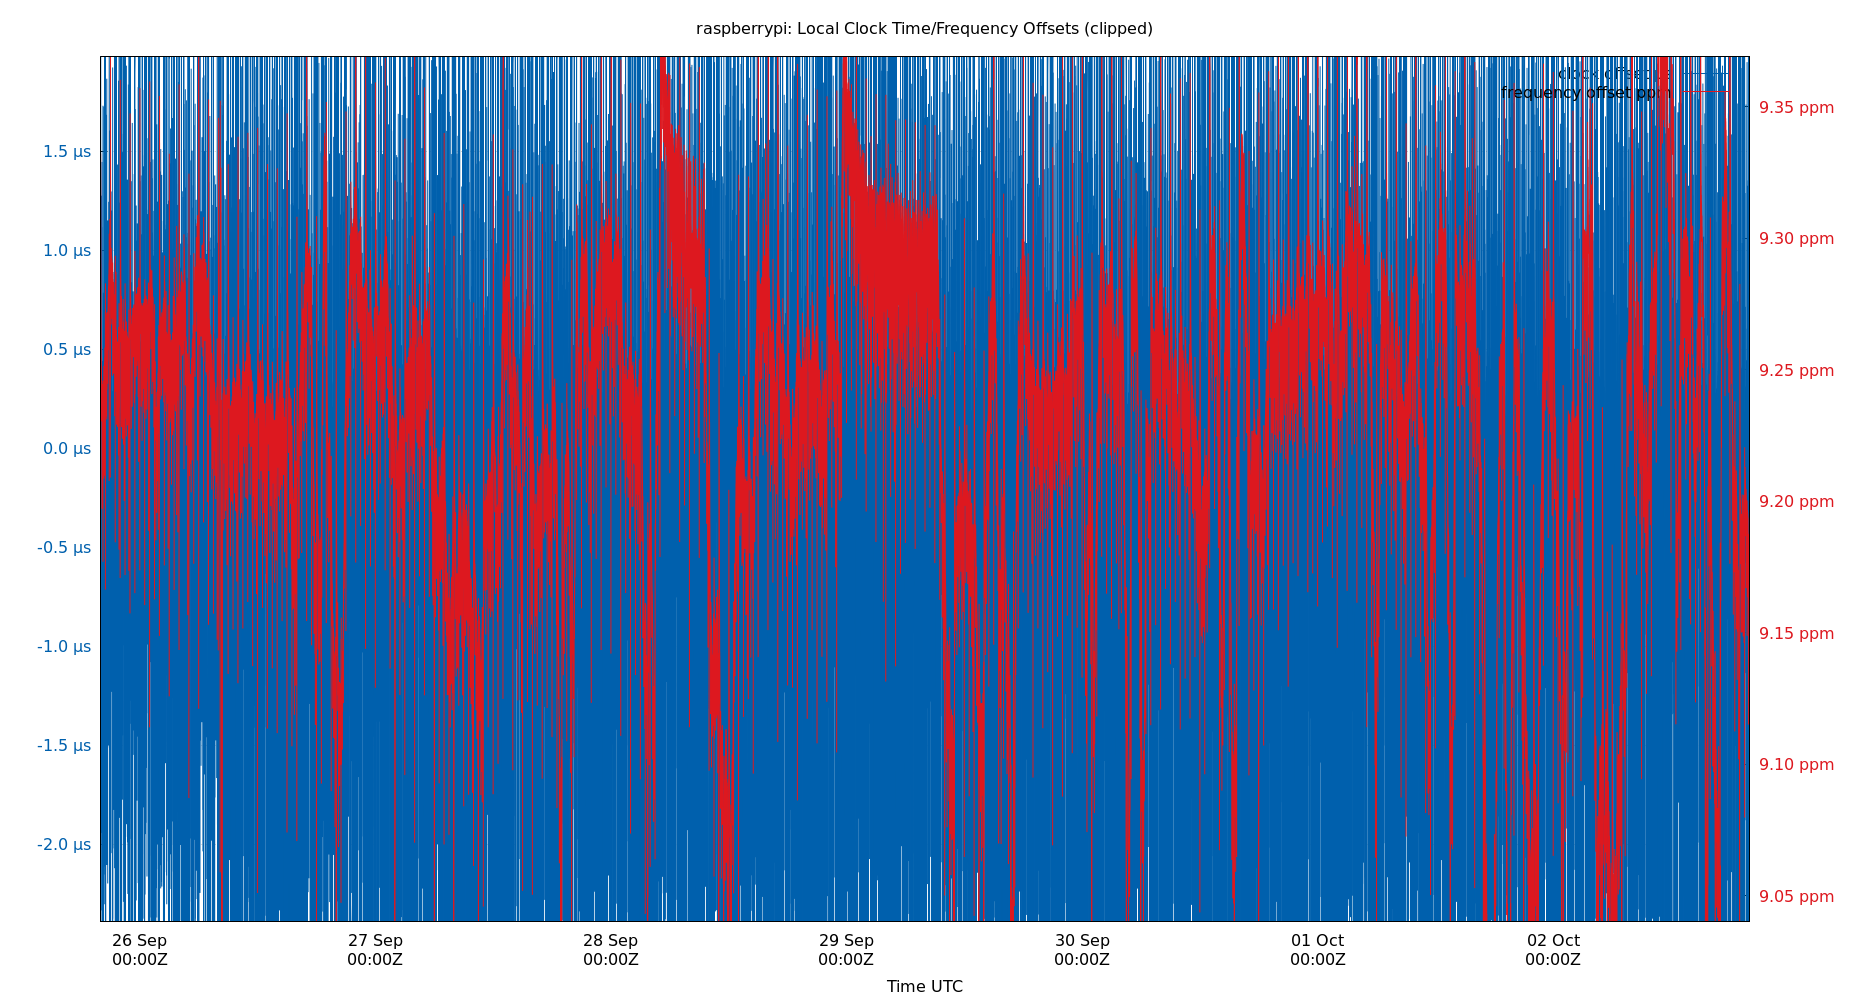 raspberrypi: Local Clock Time/Frequency Offsets (clipped)
clock offset µs
frequency offset ppm
1.5 µs
1.0 µs
0.5 µs
0.0 µs
-0.5 µs
-1.0 µs
-1.5 µs
-2.0 µs
9.35 ppm
9.30 ppm
9.25 ppm
9.20 ppm
9.15 ppm
9.10 ppm
9.05 ppm
26 Sep 27 Sep 28 Sep 29 Sep 30 Sep 01 Oct 02 Oct
00:00Z 00:00Z 00:00Z 00:00Z 00:00Z 00:00Z 00:00Z
Time UTC